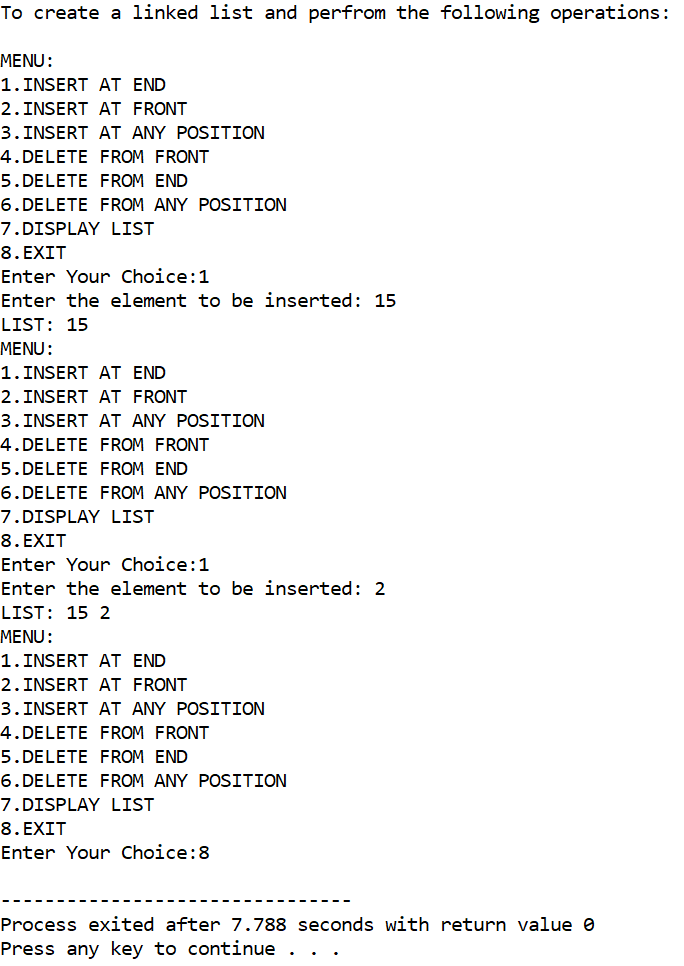 To create a linked list and perfrom the following operations:
MENU:
1.INSERT AT END
2.INSERT AT FRONT
3.INSERT AT ANY POSITION
4.DELETE FROM FRONT
5.DELETE FROM END
6.DELETE FROM ANY POSITION
7.DISPLAY LIST
8.EXIT
Enter Your Choice:1
Enter the element to be inserted: 15
LIST: 15
MENU:
1.INSERT AT END
2.INSERT AT FRONT
3.INSERT AT ANY POSITION
4.DELETE FROM FRONT
5.DELETE FROM END
6.DELETE FROM ANY POSITION
7.DISPLAY LIST
8.EXIT
Enter Your Choice:1
Enter the element to be inserted: 2
LIST: 15 2
MENU:
1.INSERT AT END
2.INSERT AT FRONT
3.INSERT AT ANY POSITION
4.DELETE FROM FRONT
5.DELETE FROM END
6.DELETE FROM ANY POSITION
7.DISPLAY LIST
8.EXIT
Enter Your Choice:8
--------------------------------
Process exited after 7.788 seconds with return value 0
Press any key to continue . . .